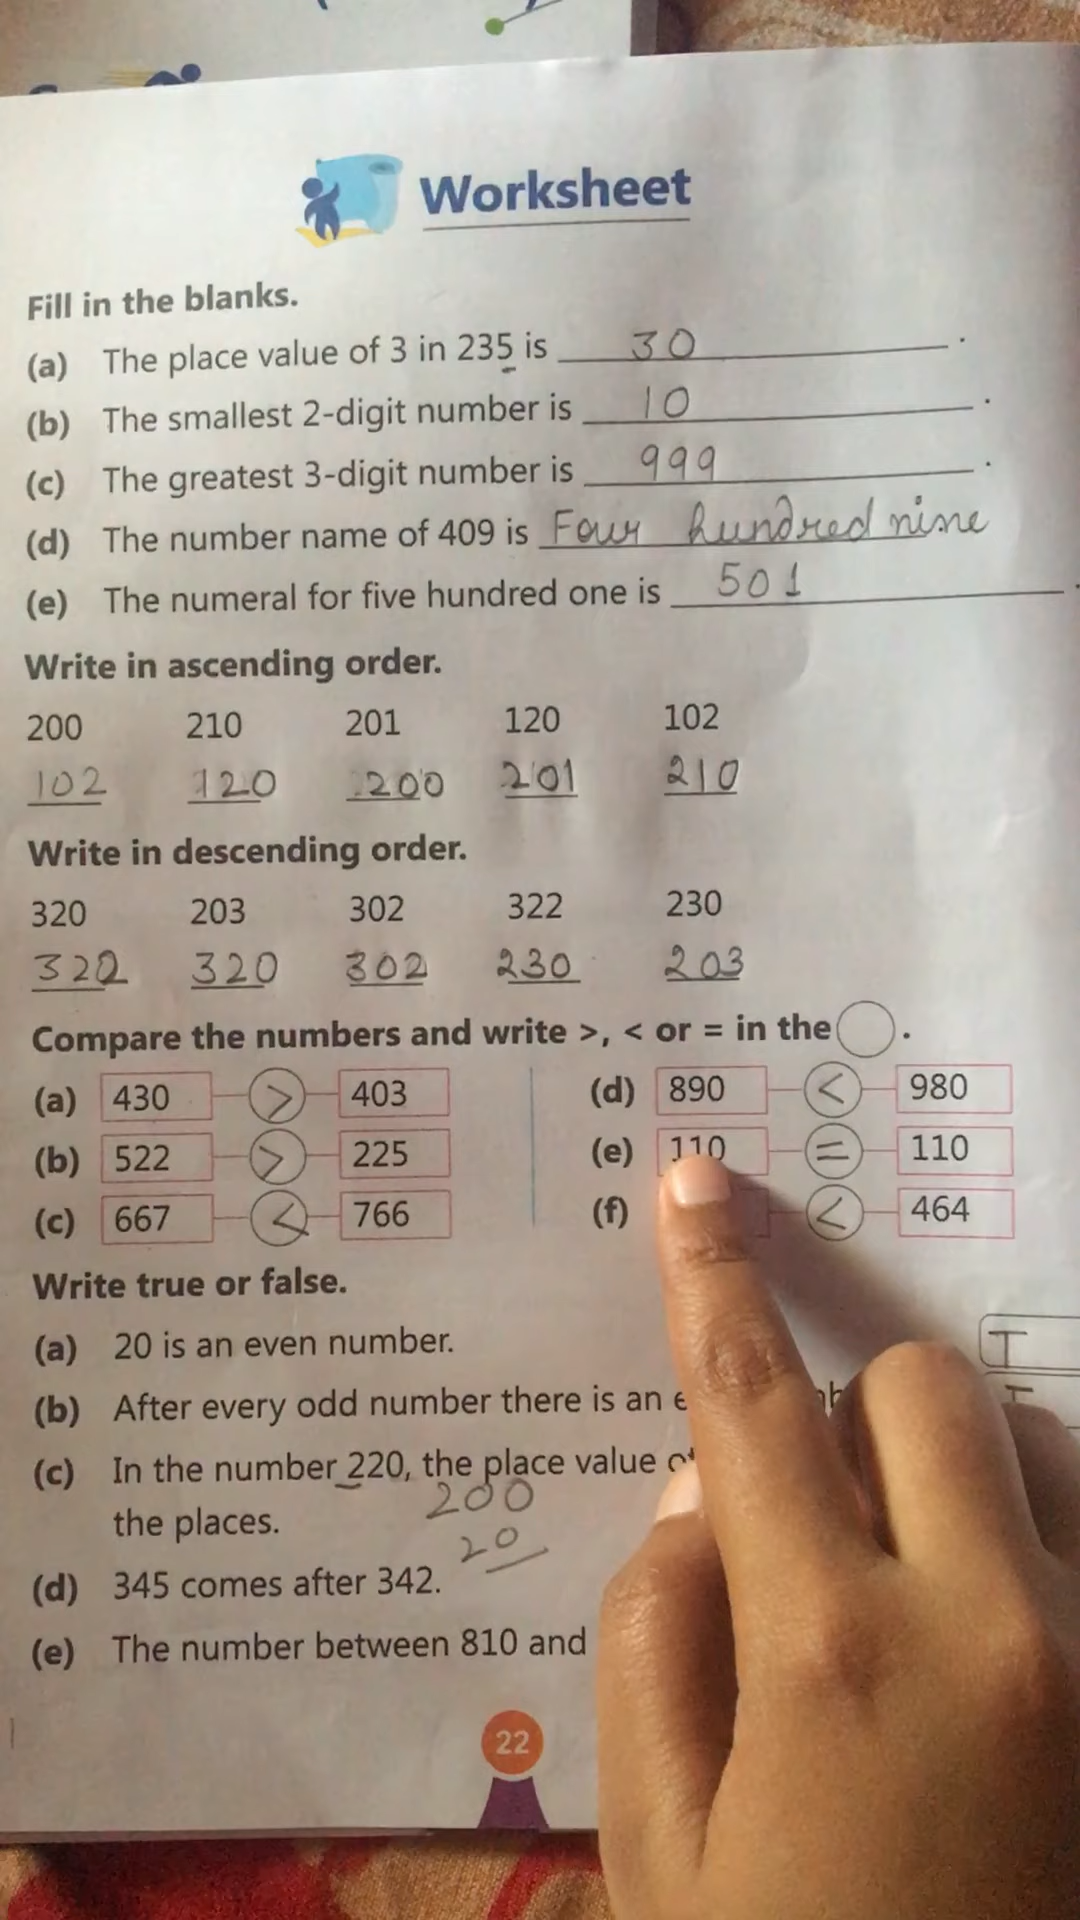 Worksheet
Fill in the blanks.
(a) The place value of 3 in 235 is 30.
(b) The smallest 2-digit number is 10.
(c) The greatest 3-digit number is 999.
(d) The number name of 409 is Four hundred nine
(e) The numeral for five hundred one is 501.
Write in ascending order.
200 210 201 120 102
102 120 200 201 210
Write in descending order.
320 203 302 322 230
322 320 302 230 203
Compare the numbers and write >, < or = in the ◯.
(a) 430 > 403 (d) 890 < 980
(b) 522 > 225 (e) 110 = 110
(c) 667 < 766 (f) < 464
Write true or false.
(a) 20 is an even number. T
(b) After every odd number there is an
(c) In the number 220, the place value
200
the places.
20
(d) 345 comes after 342.
(e) The number between 810 and
22